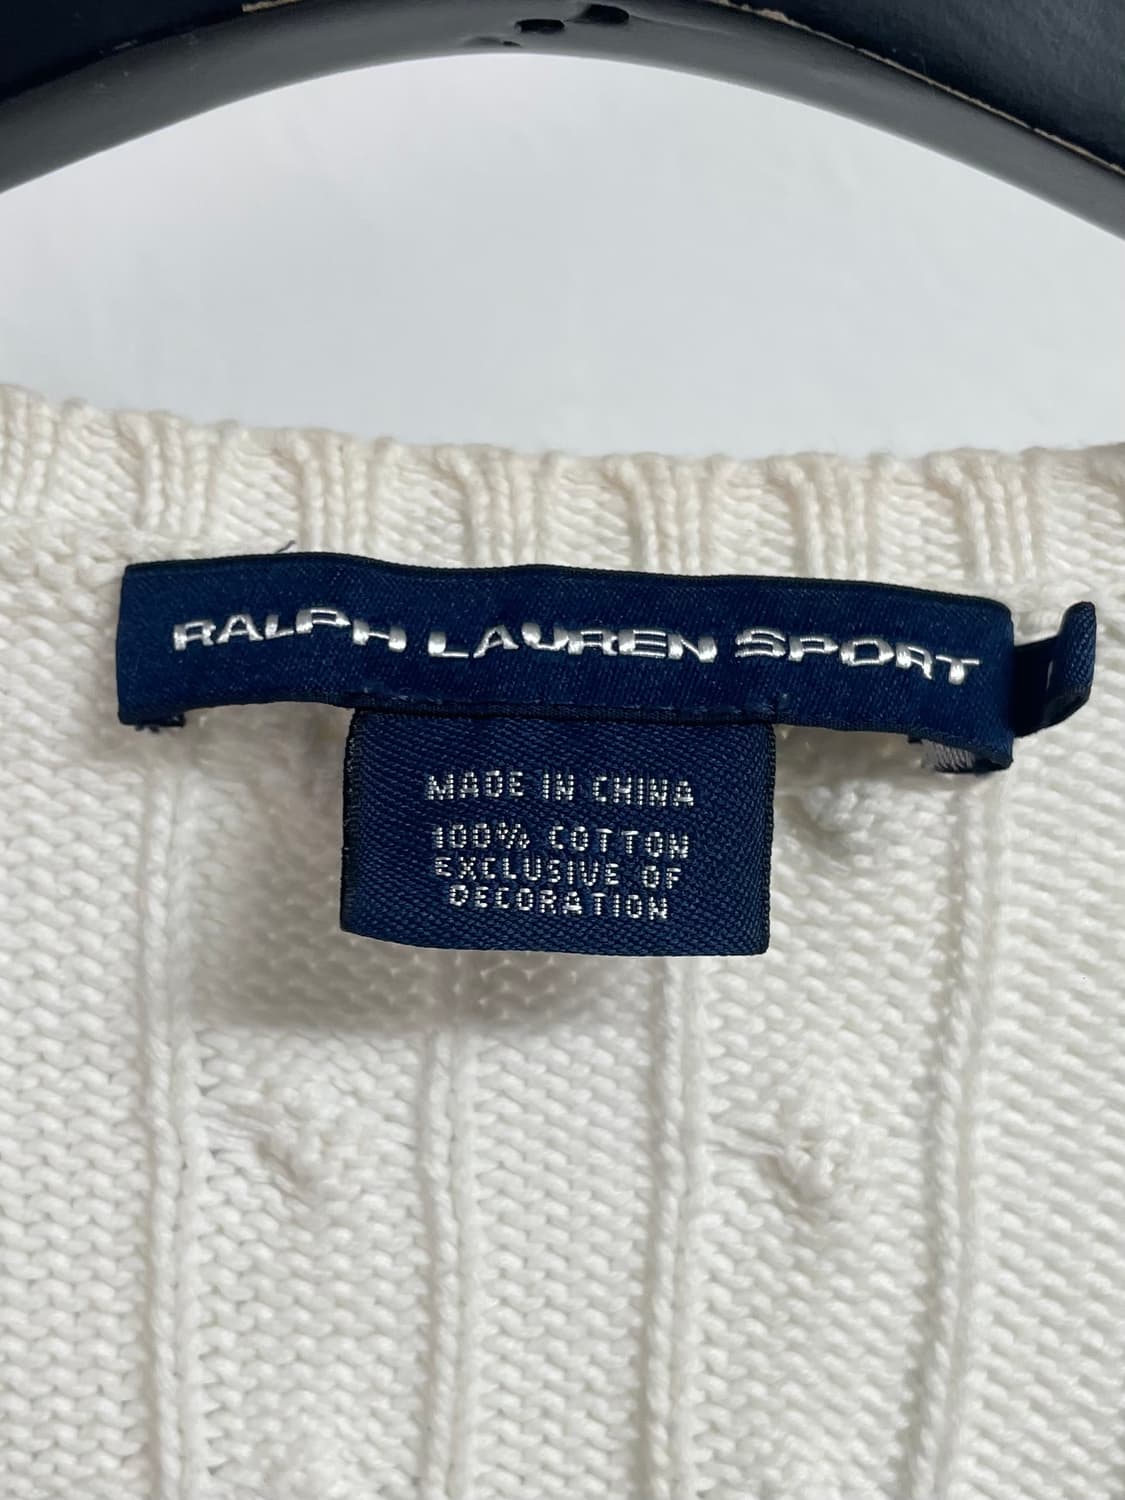 RALPH LAUREN SPORT
MADE IN CHINA
100% COTTON
EXCLUSIVE OF
DECORATION